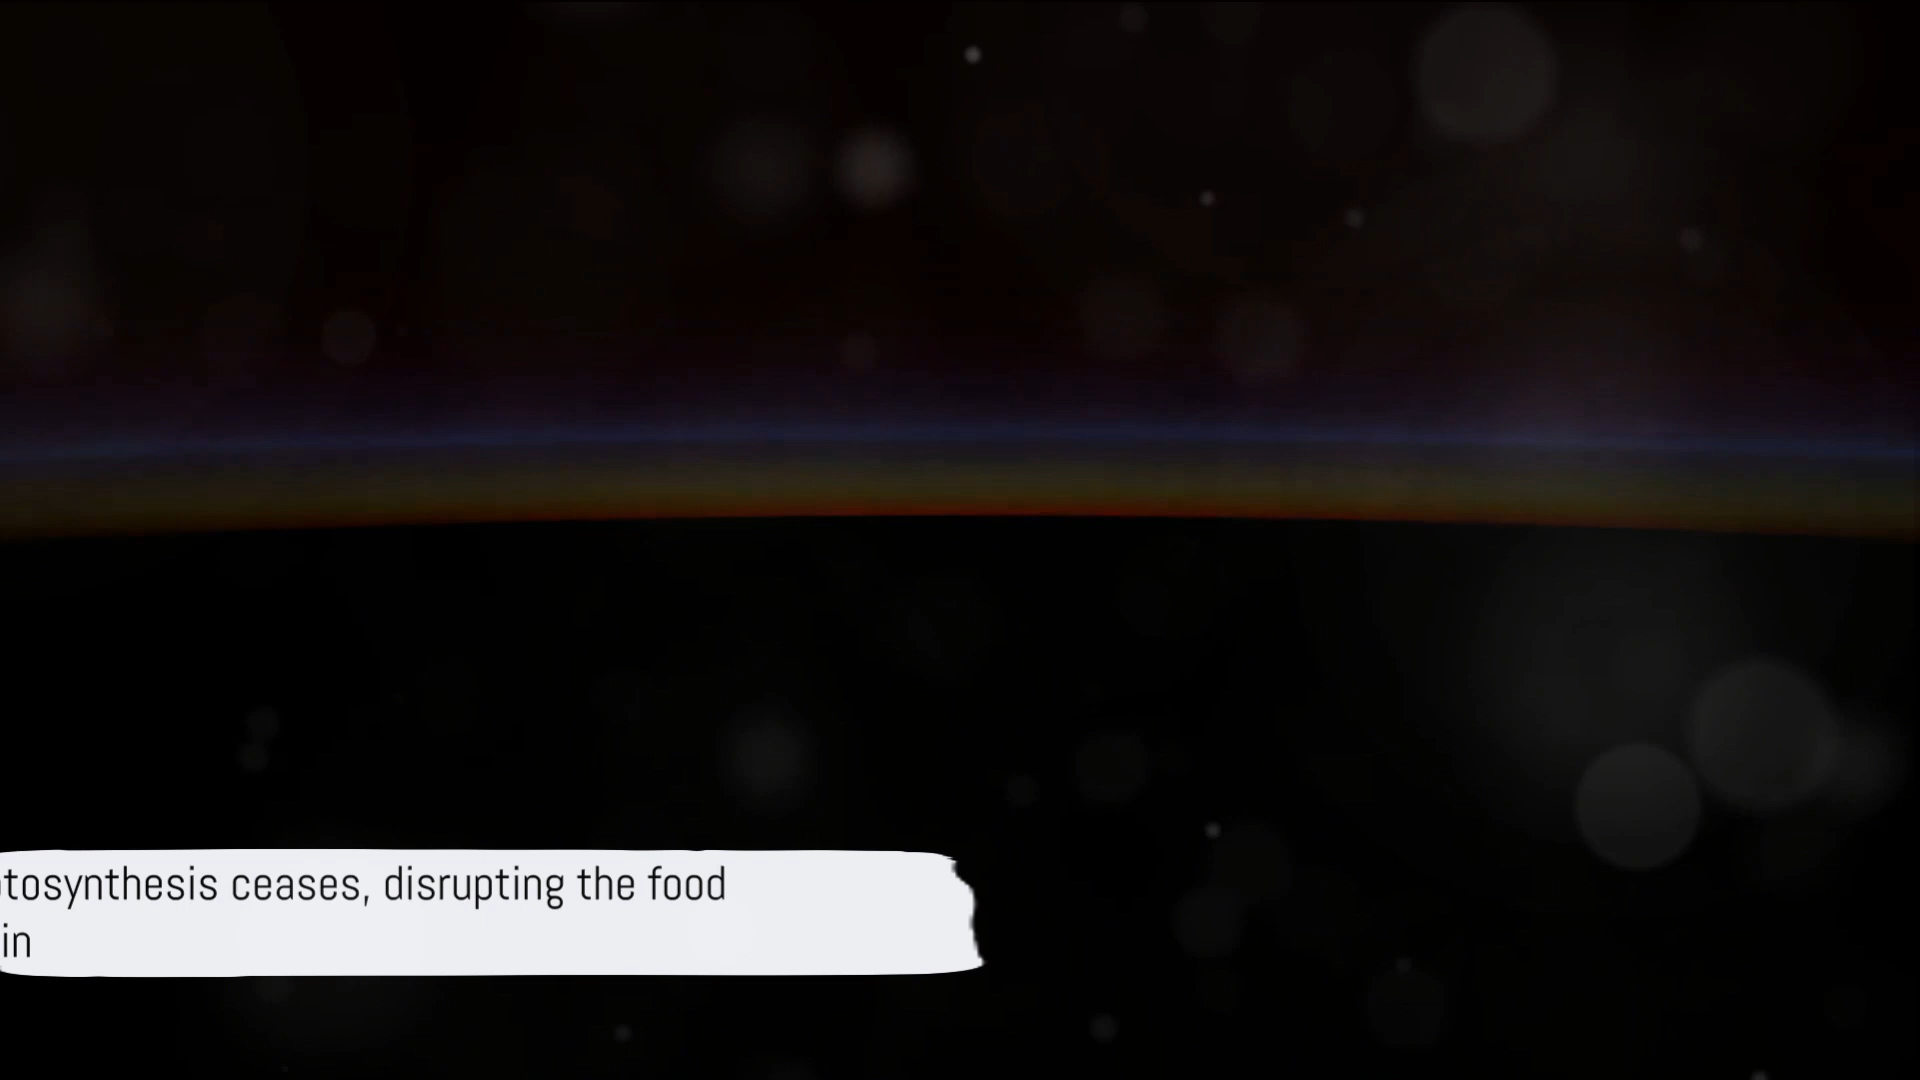 tosynthesis ceases, disrupting the food
in